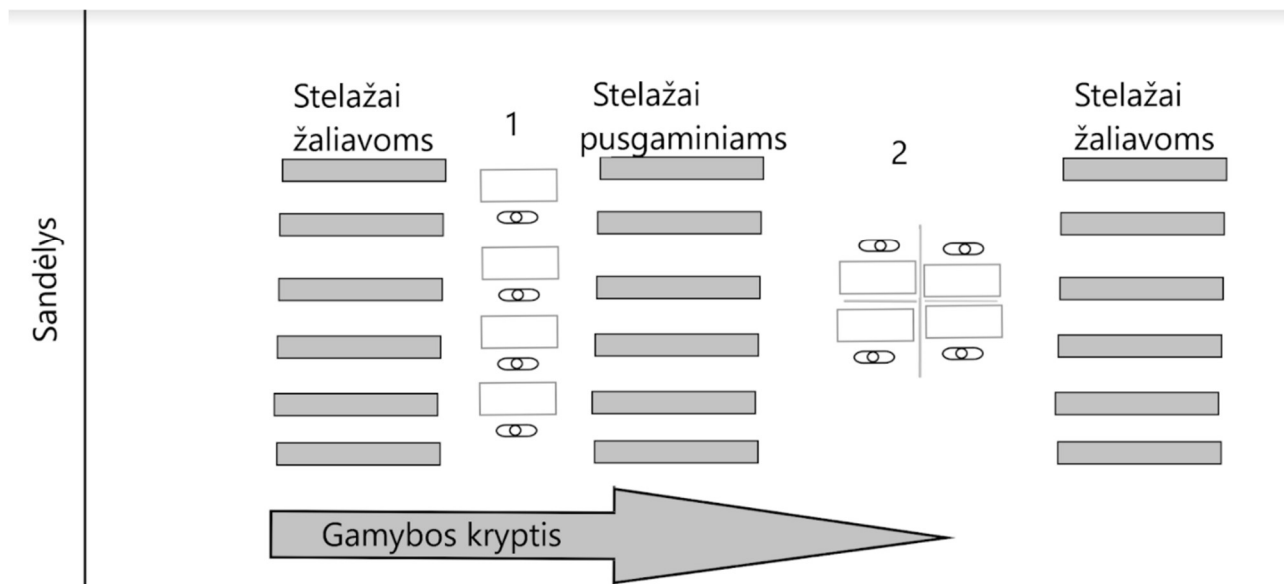 Sandėlys
Stelažai
žaliavoms
1
Stelažai
pusgaminiams
2
Stelažai
žaliavoms
Gamybos kryptis